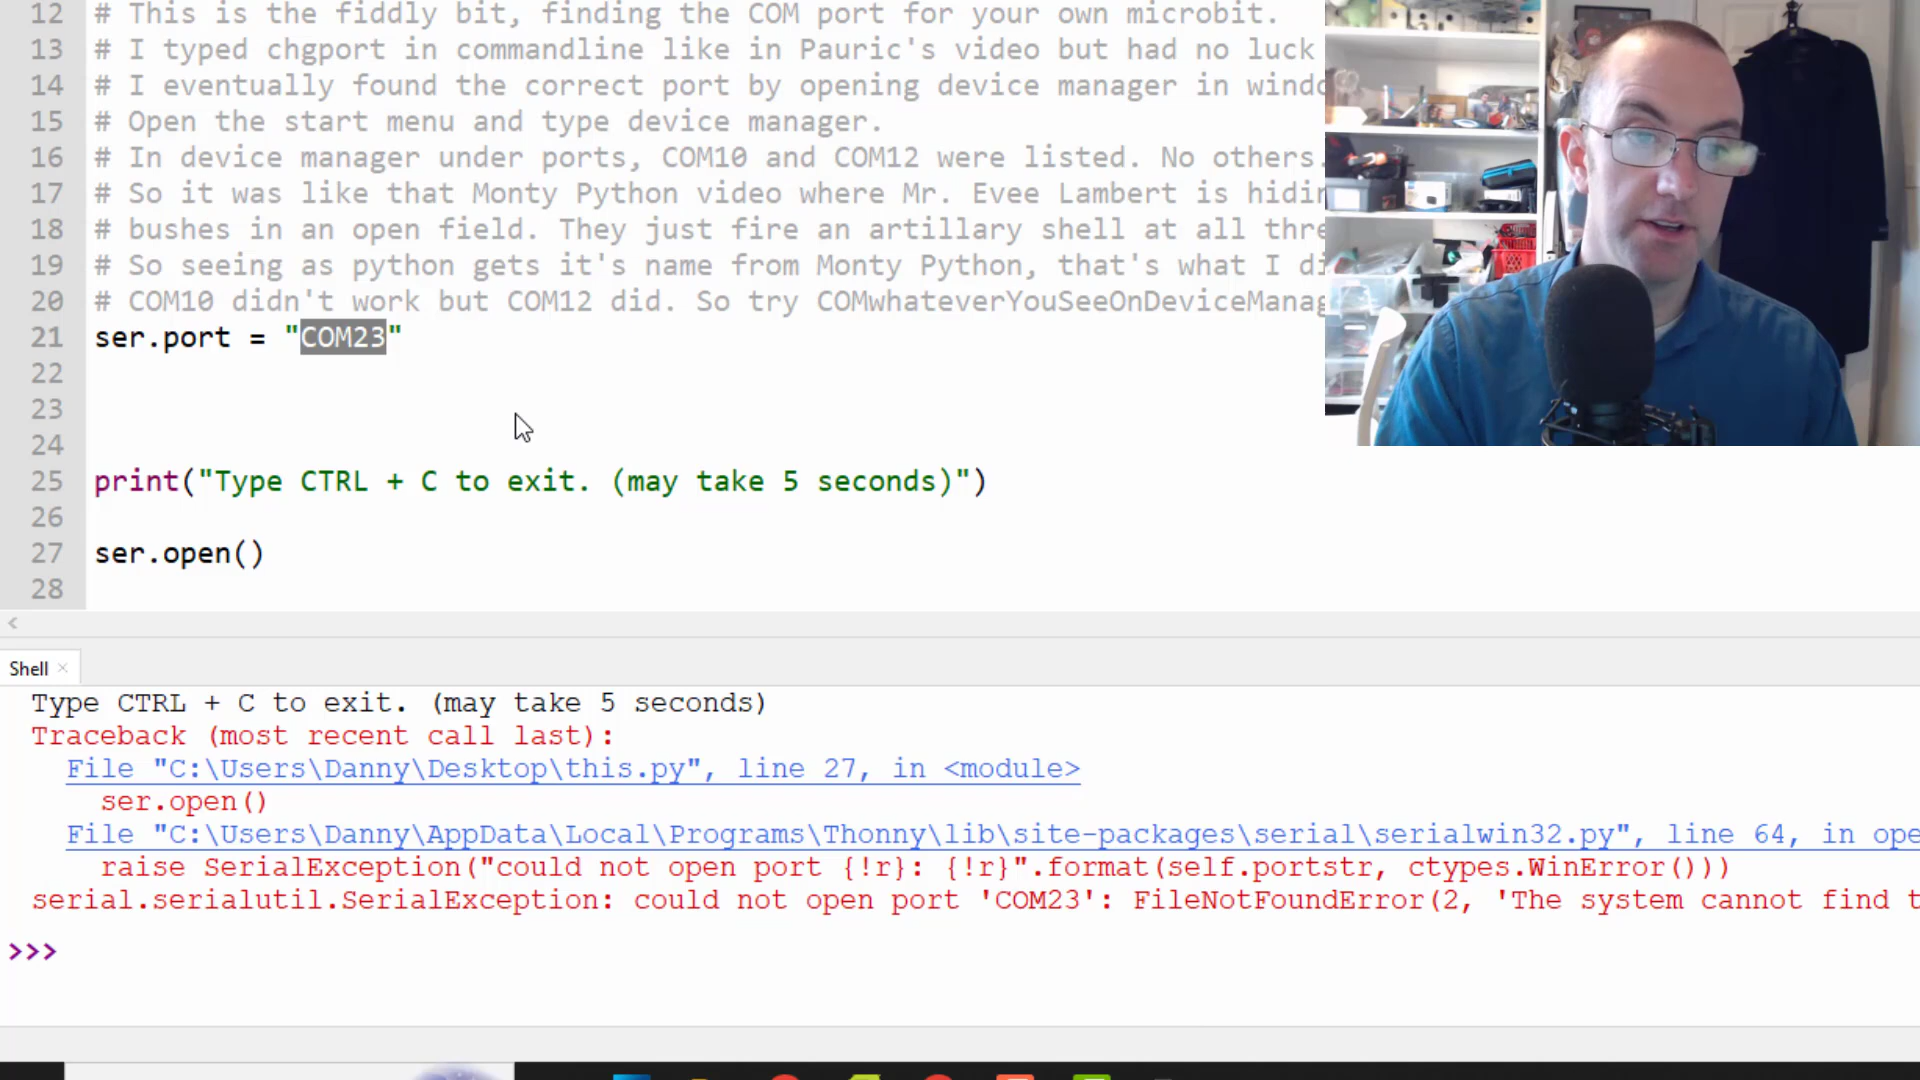 12 # This is the fiddly bit, finding the COM port for your own microbit.
13 # I typed chgport in commandline like in Pauric's video but had no luck
14 # I eventually found the correct port by opening device manager in
15 # Open the start menu and type device manager.
16 # In device manager under ports, COM10 and COM12 were listed. No others.
17 # So it was like that Monty Python video where Mr. Evee Lambert is
18 # bushes in an open field. They just fire an artillary shell at all
19 # So seeing as python gets it's name from Monty Python, that's what I
20 # COM10 didn't work but COM12 did. So try COMwhateverYouSeeOnDeviceManag
21 ser.port = "COM23"
22
23
24
25 print("Type CTRL + C to exit. (may take 5 seconds)")
26
27 ser.open()
28
Shell
Type CTRL + C to exit. (may take 5 seconds)
Traceback (most recent call last):
File "C:\Users\Danny\Desktop\this.py", line 27, in <module>
ser.open()
File "C:\Users\Danny\AppData\Local\Programs\Thonny\lib\site-packages\serial\serialwin32.py", line 64, in ope
raise SerialException("could not open port {!r}: {!r}".format(self.portstr, ctypes.WinError()))
serial.serialutil.SerialException: could not open port 'COM23': FileNotFoundError(2, 'The system cannot find t
>>>